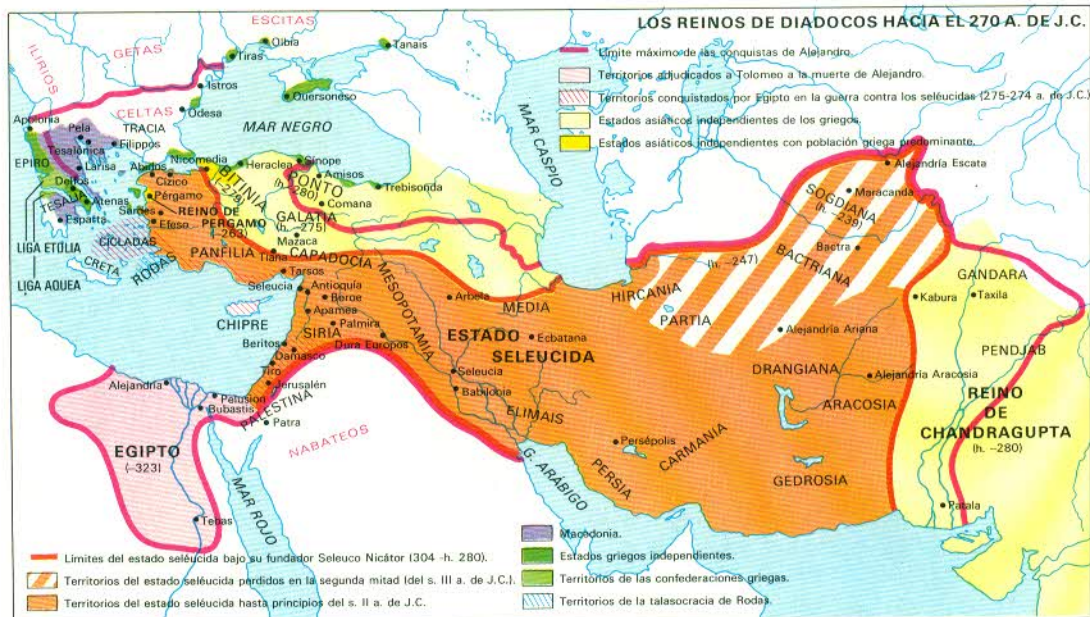 LOS REINOS DE DIADOCOS HACIA EL 270 A. DE J.C.
Límite máximo de las conquistas de Alejandro.
Territorios adjudicados a Tolomeo a la muerte de Alejandro.
Territorios conquistados por Egipto en la guerra contra los seléucidas (275-274 a. de J.C.)
Estados asiáticos independientes de los griegos.
Estados asiáticos independientes con población griega predominante.
ESCITAS
GETAS
ILIRIOS
CELTAS
Olbia
Tanais
Tiras
Istros
Quersoneso
Odesa
MAR NEGRO
MAR CASPIO
Apolonia
Pela
TRACIA
Tesalónica
Filippos
EPIRO
Larisa
Abidos
Nicomedia
Cízico
BITINIA
(-279)
Heraclea
Sínope
Amisos
Trebisonda
PONTO
(h. -280)
Comana
Delfos
TESALIA
Atenas
Pérgamo
Sardes
REINO DE
PERGAMO
(-263)
Efeso
GALATIA
(h. -275)
Mazaca
CAPADOCIA
Espatta
CICLADAS
LIGA ETOLIA
LIGA AQUEA
CRETA
RODAS
PANFILIA
Tiana
Tarsos
Seleucia
Antioquía
Beroe
Apamea
CHIPRE
SIRIA
Palmira
Dura Europos
Beritos
Damasco
Tiro
Jerusalén
PALESTINA
Patra
NABATEOS
MESOPOTAMIA
Arbela
MEDIA
ESTADO
SELEUCIDA
Ecbatana
Seleucia
Babilonia
ELIMAIS
Persépolis
PERSIA
CARMANIA
G. ARÁBIGO
HIRCANIA
(h. -247)
PARTIA
Alejandría Escata
Maracanda
SOGDIANA
(h. -239)
Bactra
BACTRIANA
Alejandría Ariana
DRANGIANA
Alejandría Aracosia
ARACOSIA
GEDROSIA
Kabura
GANDARA
Taxila
PENDJAB
REINO
DE
CHANDRAGUPTA
(h. -280)
Patala
Alejandría
Pelusion
Bubastis
EGIPTO
(-323)
Tebas
MAR ROJO
Límites del estado seléucida bajo su fundador Seleuco Nicátor (304 -h. 280).
Territorios del estado seléucida perdidos en la segunda mitad (del s. III a. de J.C.).
Territorios del estado seléucida hasta principios del s. II a. de J.C.
Macedonia.
Estados griegos independientes.
Territorios de las confederaciones griegas.
Territorios de la talasocracia de Rodas.